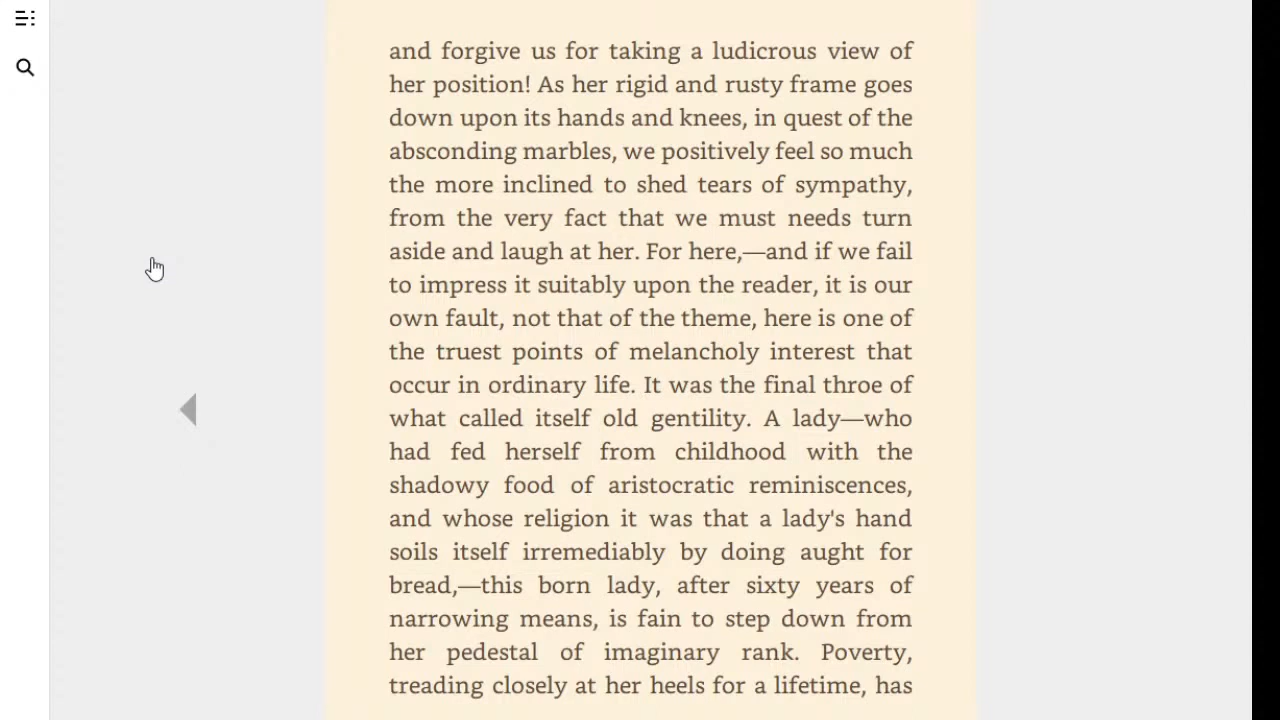 and forgive us for taking a ludicrous view of
her position! As her rigid and rusty frame goes
down upon its hands and knees, in quest of the
absconding marbles, we positively feel so much
the more inclined to shed tears of sympathy,
from the very fact that we must needs turn
aside and laugh at her. For here,—and if we fail
to impress it suitably upon the reader, it is our
own fault, not that of the theme, here is one of
the truest points of melancholy interest that
occur in ordinary life. It was the final throe of
what called itself old gentility. A lady—who
had fed herself from childhood with the
shadowy food of aristocratic reminiscences,
and whose religion it was that a lady's hand
soils itself irremediably by doing aught for
bread,—this born lady, after sixty years of
narrowing means, is fain to step down from
her pedestal of imaginary rank. Poverty,
treading closely at her heels for a lifetime, has